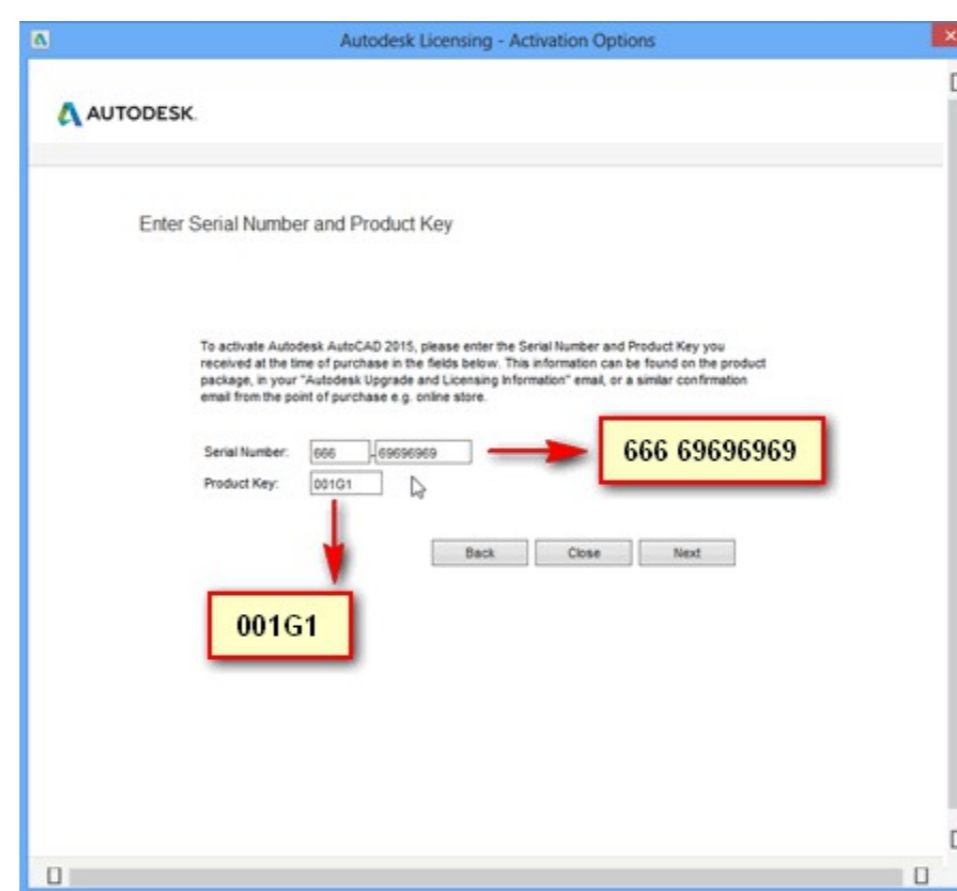 Autodesk Licensing - Activation Options
AUTODESK.
Enter Serial Number and Product Key
To activate Autodesk AutoCAD 2015, please enter the Serial Number and Product Key you
received at the time of purchase in the fields below. This information can be found on the product
package, in your "Autodesk Upgrade and Licensing Information" email, or a similar confirmation
email from the point of purchase e.g. online store.
Serial Number: 666 - 69696969
666 69696969
Product Key: 001G1
Back Close Next
001G1